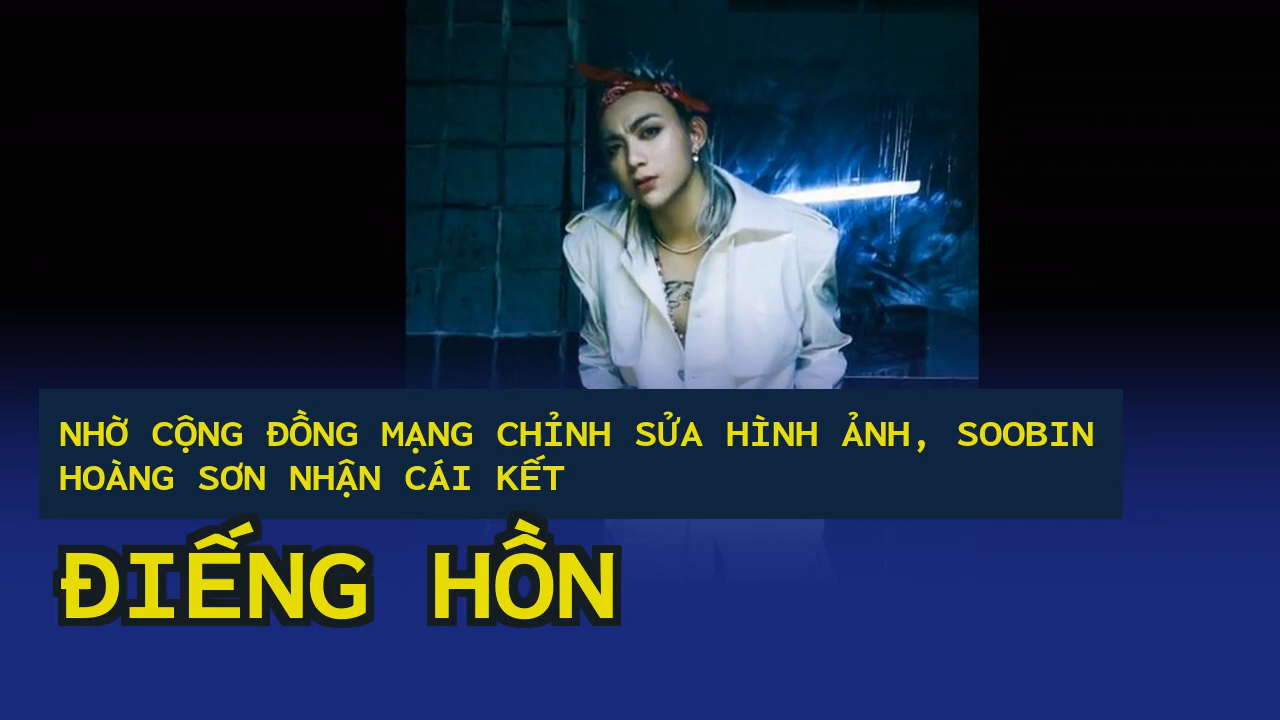 NHỜ CỘNG ĐỒNG MẠNG CHỈNH SỬA HÌNH ẢNH, SOOBIN
HOÀNG SƠN NHẬN CÁI KẾT
ĐIẾNG HỒN